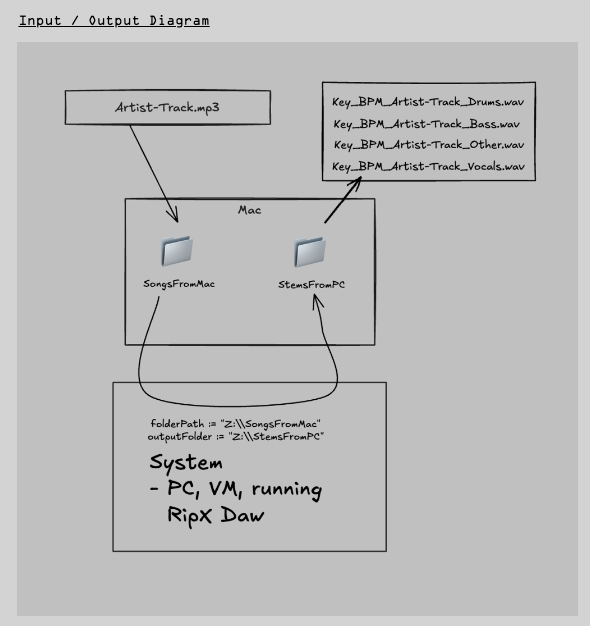 Input / Output Diagram
Artist-Track.mp3
Key_BPM_Artist-Track_Drums.wav
Key_BPM_Artist-Track_Bass.wav
Key_BPM_Artist-Track_Other.wav
Key_BPM_Artist-Track_Vocals.wav
Mac
SongsFromMac
StemsFromPC
folderPath := "Z:\\SongsFromMac"
outputFolder := "Z:\\StemsFromPC"
System
- PC, VM, running
RipX Daw